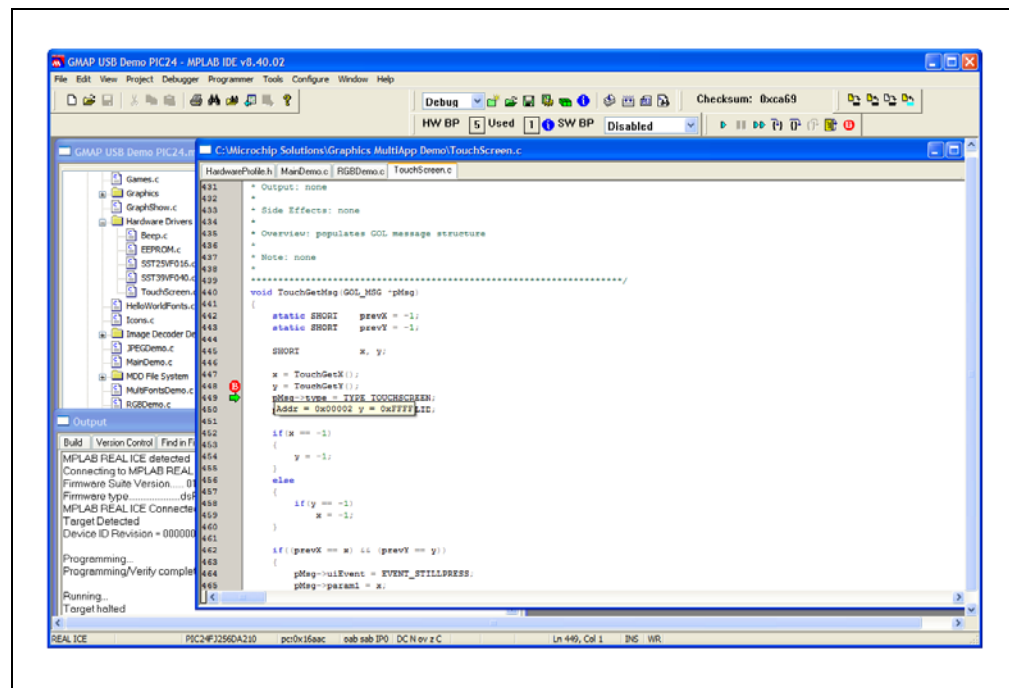 GMAP USB Demo PIC24 - MPLAB IDE v8.40.02
File Edit View Project Debugger Programmer Tools Configure Window Help
Debug
Checksum: 0xca69
HW BP 5 Used 1 SW BP Disabled
GMAP USB Demo PIC24.m
C:\Microchip Solutions\Graphics MultiApp Demo\TouchScreen.c
HardwareProfile.h MainDemo.c RGBDemo.c TouchScreen.c
Games.c
Graphics
GraphShow.c
Hardware Drivers
Beep.c
EEPROM.c
SST25VF016.c
SST39VF040.c
TouchScreen.
HelloWorldFonts.c
Icons.c
Image Decoder De
JPEGDemo.c
MainDemo.c
MDD File System
MultiFontsDemo.c
RGBDemo.c
431 * Output: none
432 *
433 * Side Effects: none
434 *
435 * Overview: populates GOL message structure
436 *
437 * Note: none
438 *
439 ********************************************************************/
440 void TouchGetMsg(GOL_MSG *pMsg)
441 {
442 static SHORT prevX = -1;
443 static SHORT prevY = -1;
444
445 SHORT x, y;
446
447 x = TouchGetX();
448 y = TouchGetY();
449 pMsg->type = TYPE_TOUCHSCREEN;
450 Addr = 0x00002 y = 0xFFFF LID;
451
452 if(x == -1)
453 {
454 y = -1;
455 }
456 else
457 {
458 if(y == -1)
459 x = -1;
460 }
461
462 if((prevX == x) && (prevY == y))
463 {
464 pMsg->uiEvent = EVENT_STILLPRESS;
465 pMsg->param1 = x;
Output
Build Version Control Find in Fi
MPLAB REAL ICE detected
Connecting to MPLAB REAL
Firmware Suite Version..... 01
Firmware type......................dsP
MPLAB REAL ICE Connected
Target Detected
Device ID Revision = 000000
Programming...
Programming/Verify complet
Running...
Target halted
REAL ICE PIC24FJ256DA210 pc:0x16aac oab sab IP0 DC N ov z C Ln 449, Col 1 INS WR